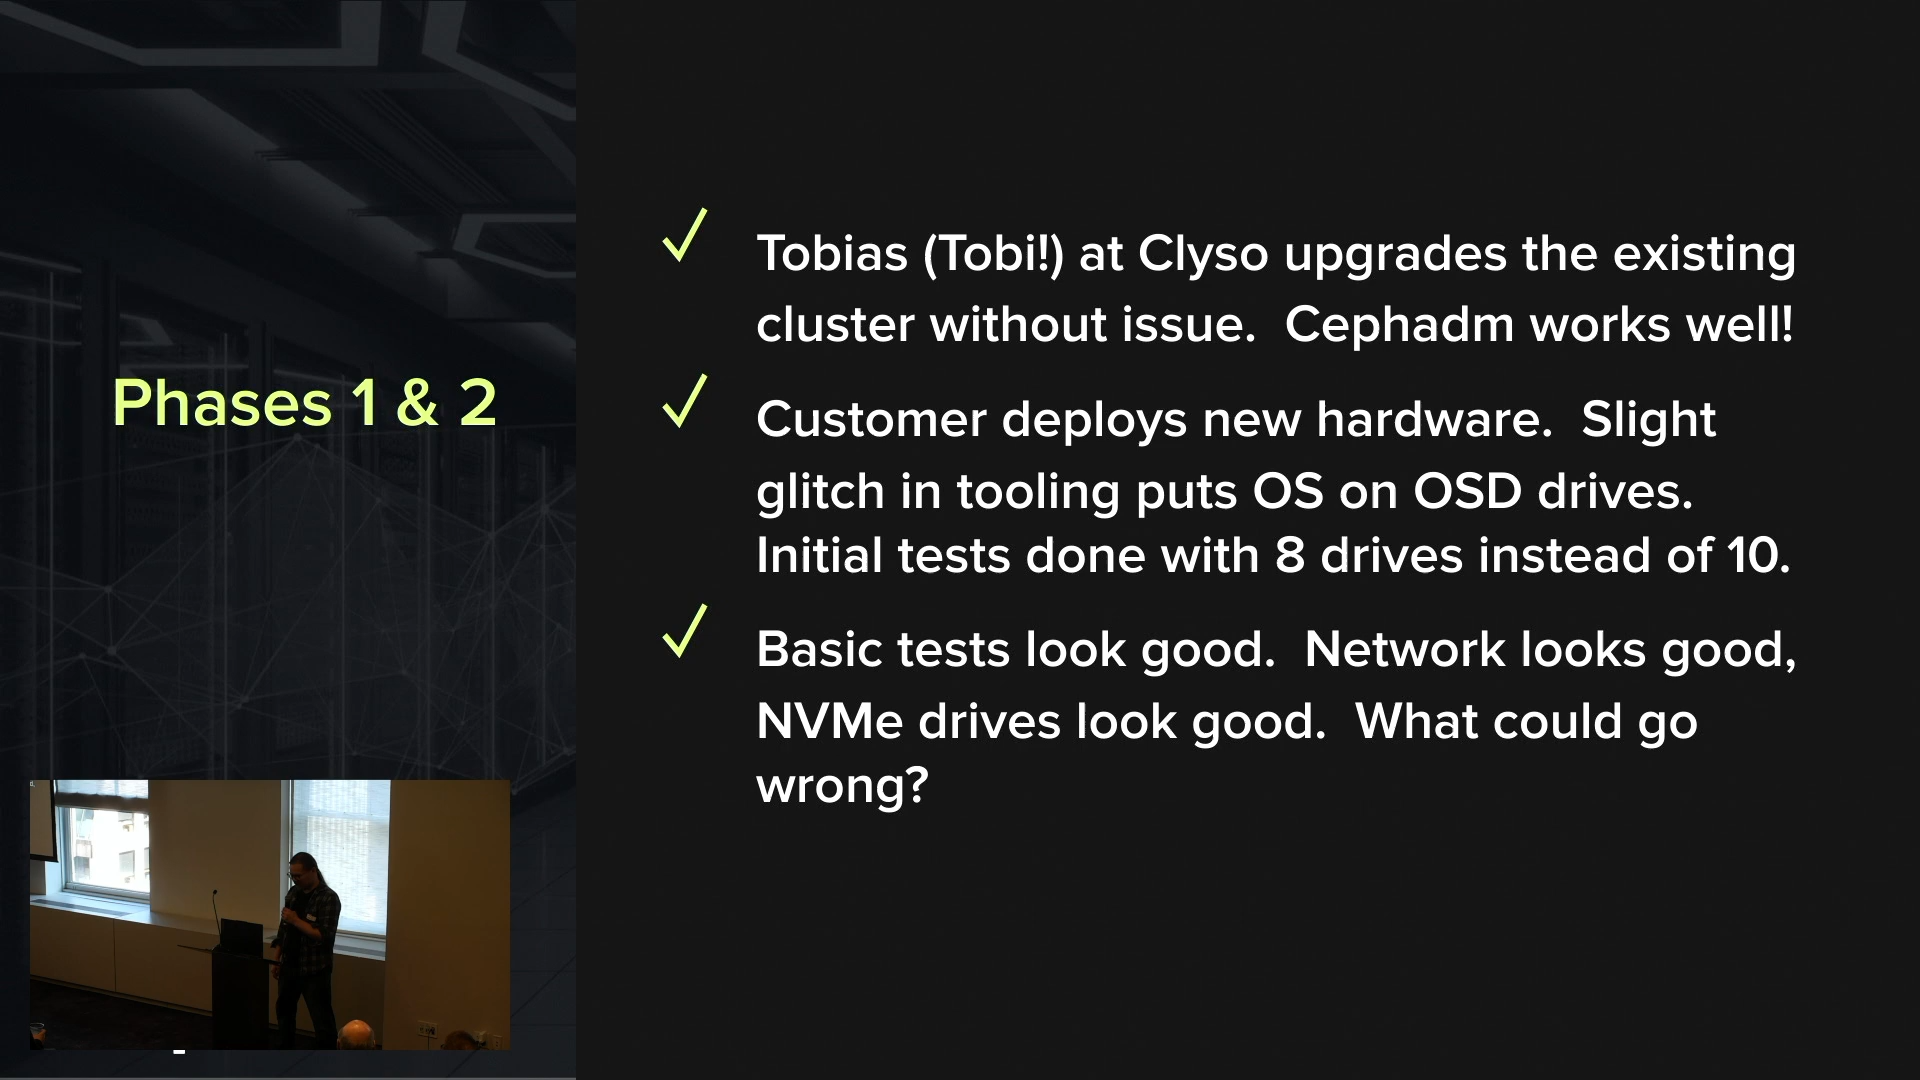 Phases 1 & 2
Tobias (Tobi!) at Clyso upgrades the existing
cluster without issue.  Cephadm works well!
Customer deploys new hardware.  Slight
glitch in tooling puts OS on OSD drives.
Initial tests done with 8 drives instead of 10.
Basic tests look good.  Network looks good,
NVMe drives look good.  What could go
wrong?